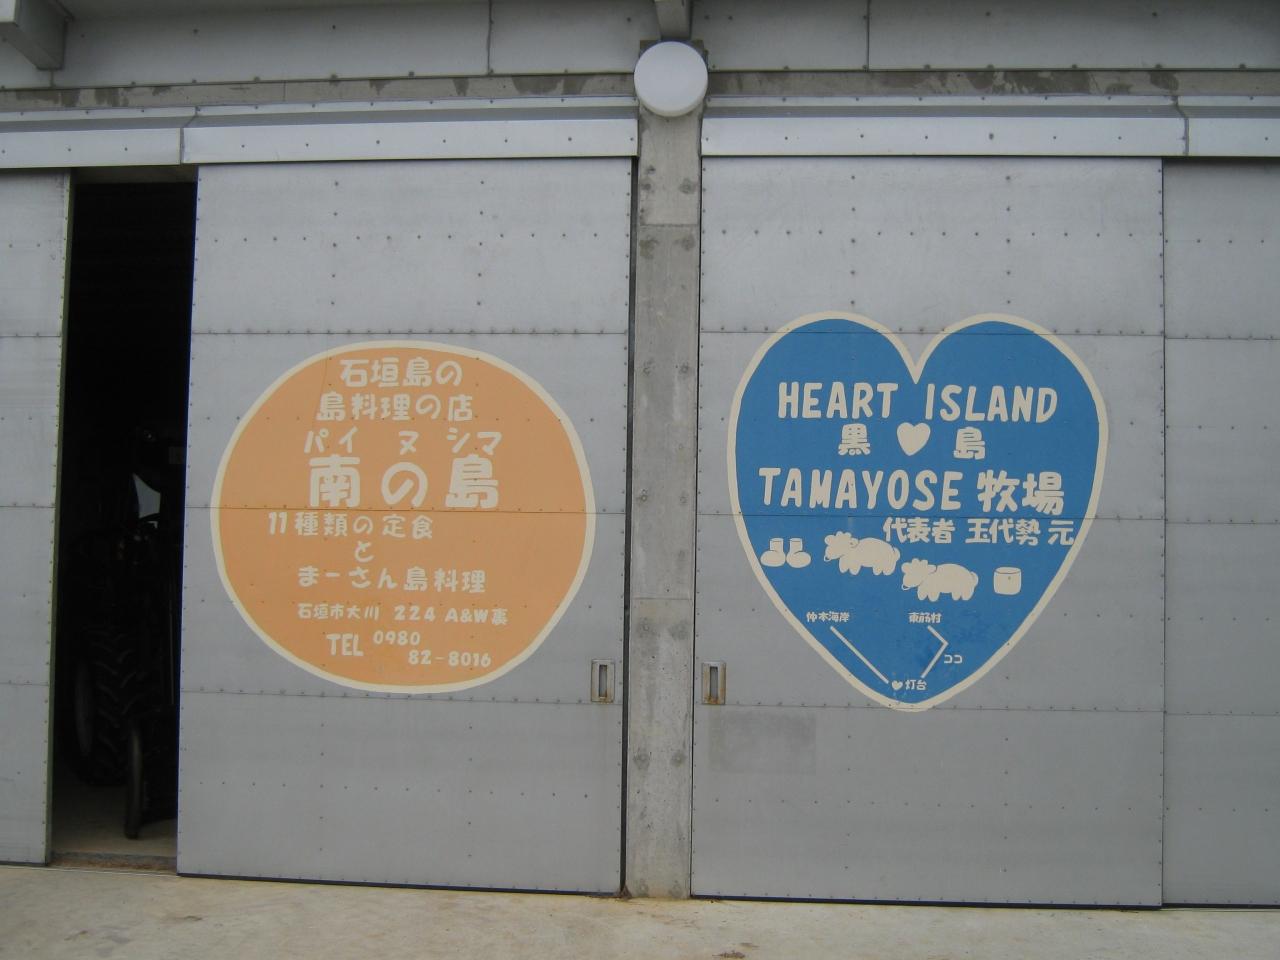 石垣島の
島料理の店
パイ ヌ シマ
南の島
11種類の定食
と
まーさん島料理
石垣市大川 224 A&W裏
TEL 0980
82-8016
HEART ISLAND
黒♥島
TAMAYOSE 牧場
代表者 玉代勢 元
仲本海岸
東筋村
ココ
♥灯台